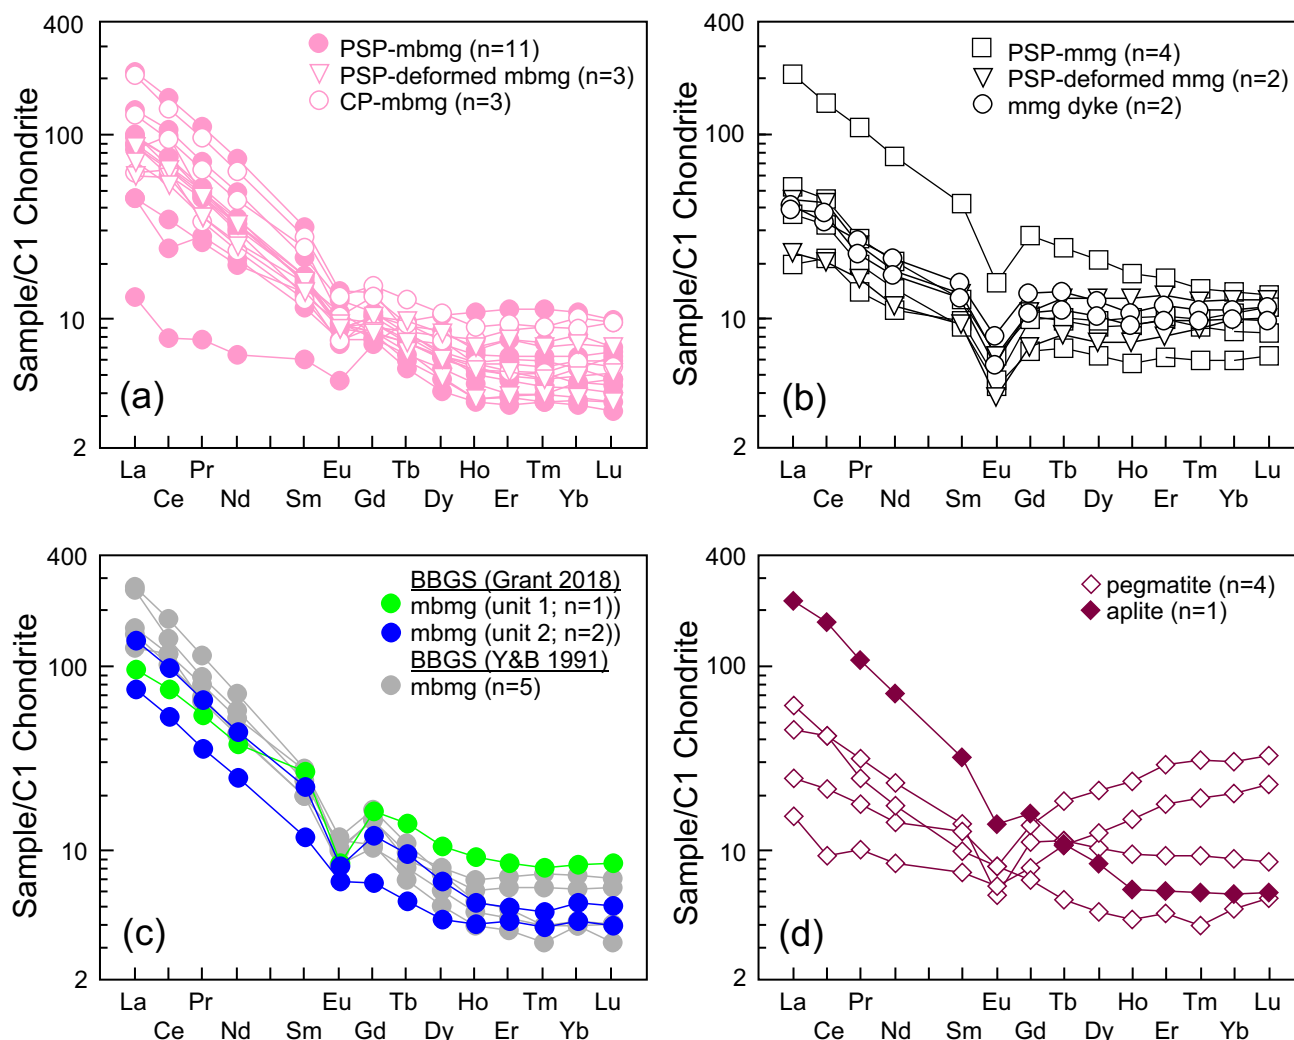 400
100
10
2
Sample/C1 Chondrite
PSP-mbmg (n=11)
PSP-deformed mbmg (n=3)
CP-mbmg (n=3)
(a)
La Pr Eu Tb Ho Tm Lu
Ce Nd Sm Gd Dy Er Yb
400
100
10
2
Sample/C1 Chondrite
PSP-mmg (n=4)
PSP-deformed mmg (n=2)
mmg dyke (n=2)
(b)
La Pr Eu Tb Ho Tm Lu
Ce Nd Sm Gd Dy Er Yb
400
100
10
2
Sample/C1 Chondrite
BBGS (Grant 2018)
mbmg (unit 1; n=1))
mbmg (unit 2; n=2))
BBGS (Y&B 1991)
mbmg (n=5)
(c)
La Pr Eu Tb Ho Tm Lu
Ce Nd Sm Gd Dy Er Yb
400
100
10
2
Sample/C1 Chondrite
pegmatite (n=4)
aplite (n=1)
(d)
La Pr Eu Tb Ho Tm Lu
Ce Nd Sm Gd Dy Er Yb